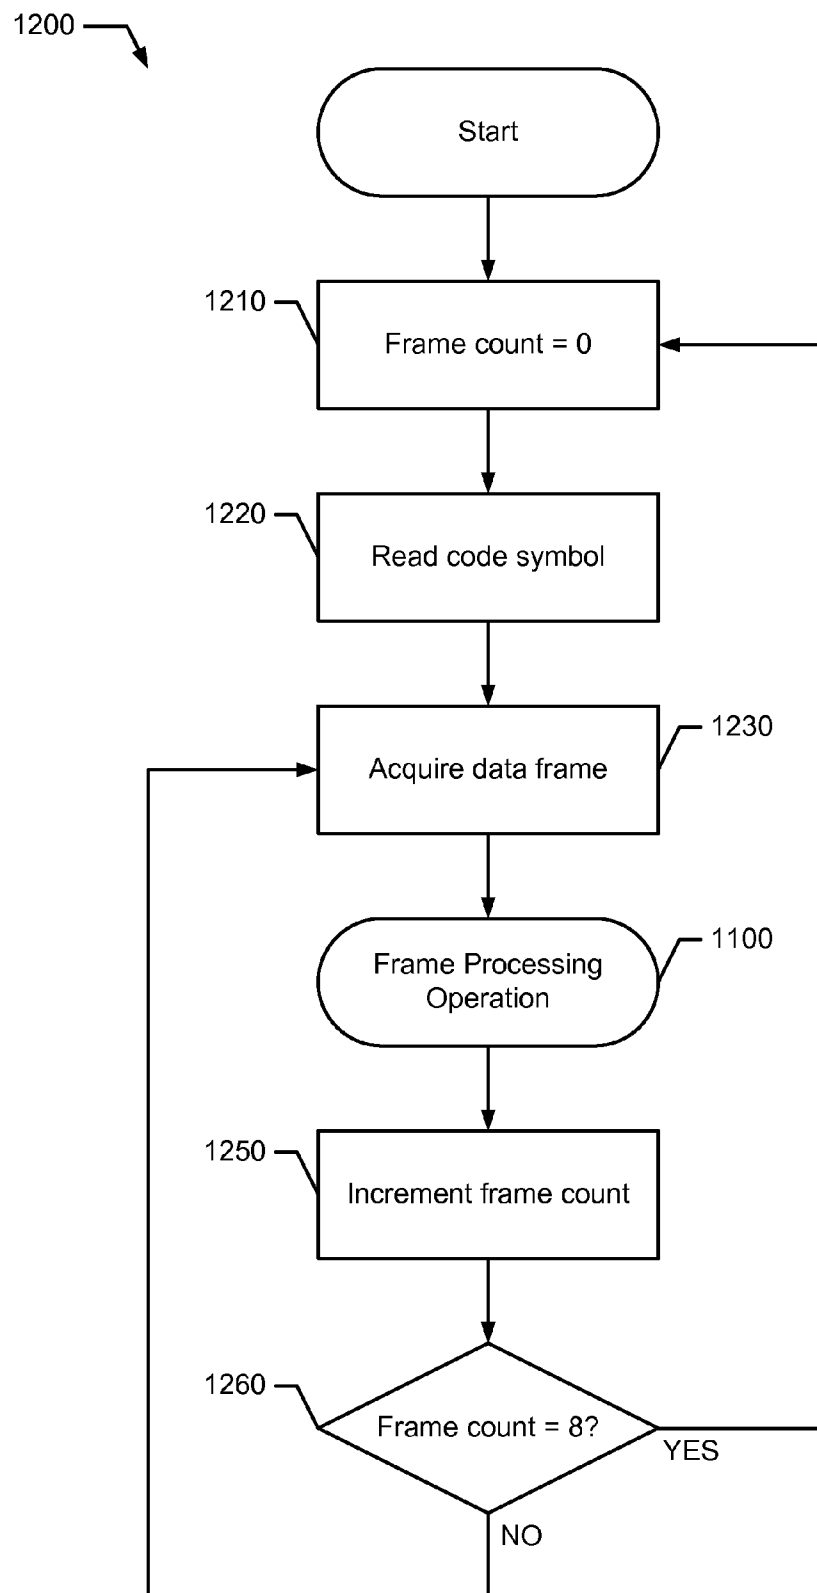 1200
Start
1210
Frame count = 0
1220
Read code symbol
1230
Acquire data frame
1100
Frame Processing
Operation
1250
Increment frame count
1260
Frame count = 8?
YES
NO